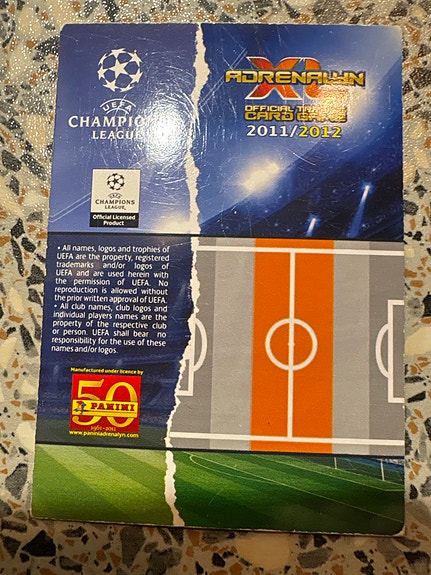 UEFA
CHAMPIONS
LEAGUE
ADRENALYN
XL
OFFICIAL TRADING
CARD GAME
2011/2012
UEFA
CHAMPIONS
LEAGUE
Official Licensed
Product
• All names, logos and trophies of
UEFA are the property, registered
trademarks and/or logos of
UEFA and are used herein with
the permission of UEFA. No
reproduction is allowed without
the prior written approval of UEFA.
• All club names, club logos and
individual players names are the
property of the respective club
or person. UEFA shall bear no
responsibility for the use of these
names and/or logos.
Manufactured under licence by
50
PANINI
1961-2011
www.paniniadrenalyn.com